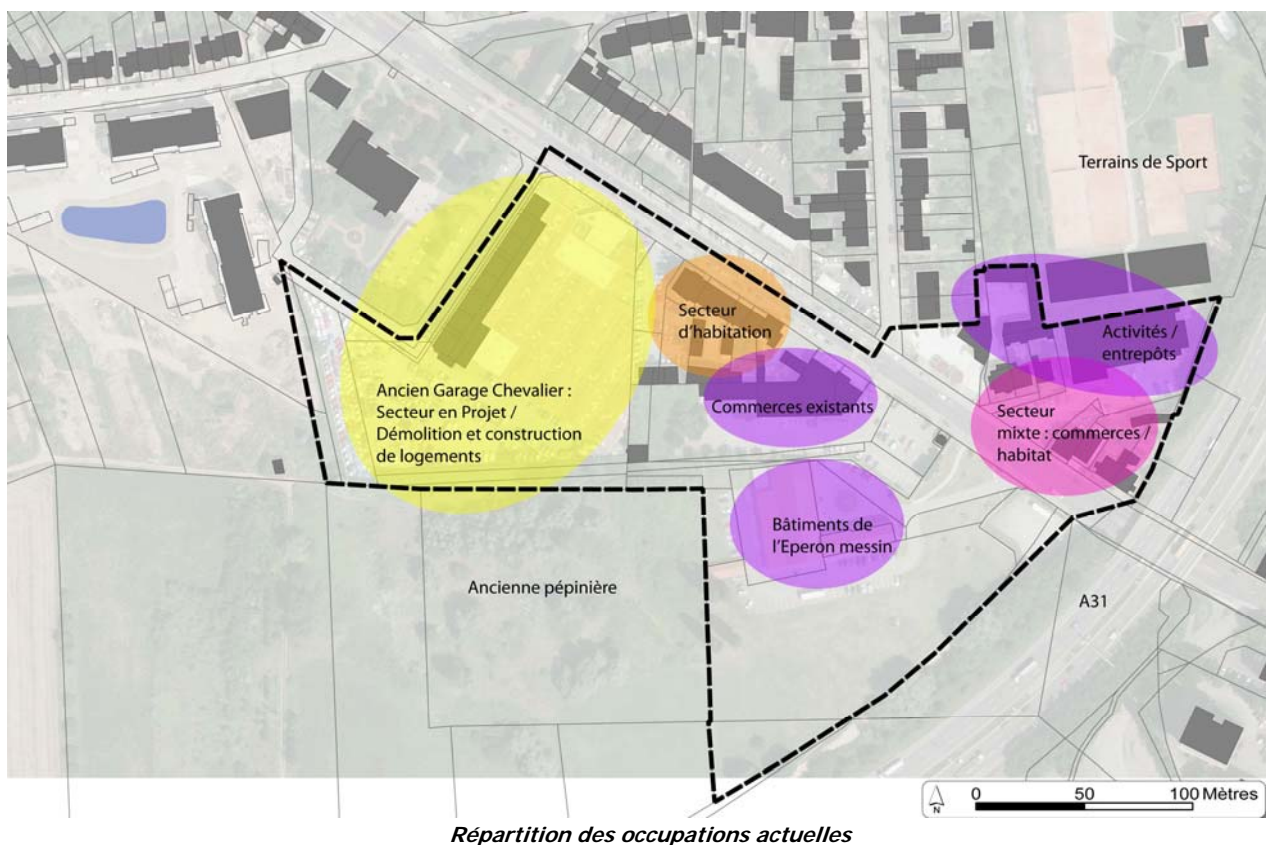 Terrains de Sport
Secteur
d'habitation
Activités /
entrepôts
Ancien Garage Chevalier :
Secteur en Projet /
Démolition et construction
de logements
Commerces existants
Secteur
mixte : commerces /
habitat
Bâtiments de
l'Eperon messin
Ancienne pépinière
A31
N
0 50 100 Mètres
Répartition des occupations actuelles